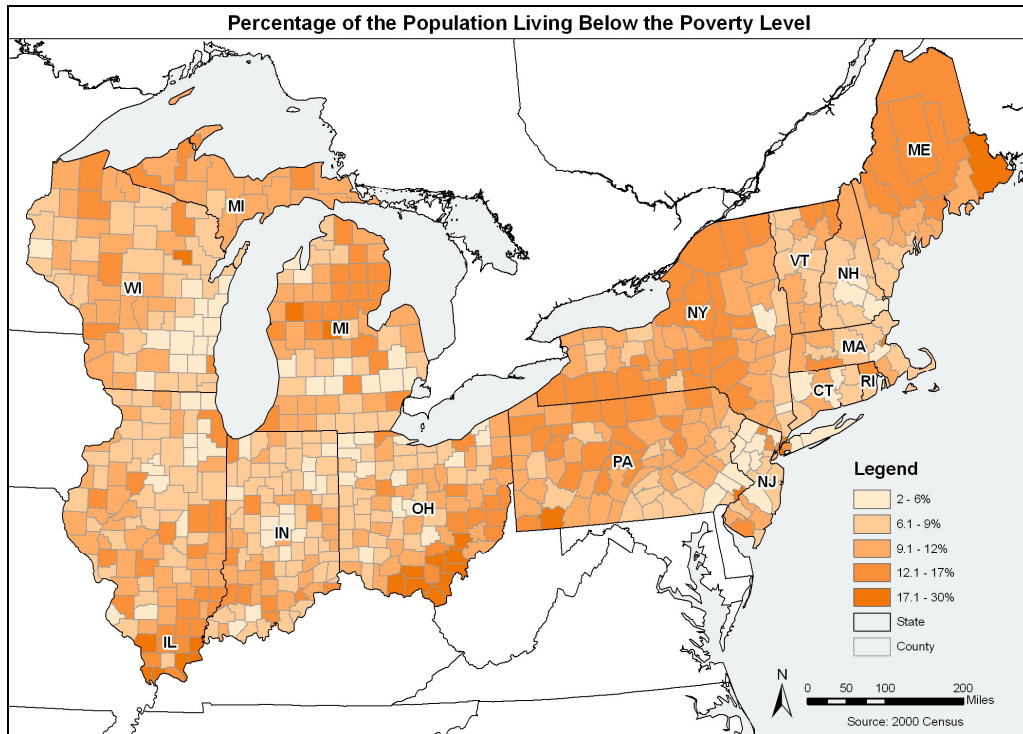 Percentage of the Population Living Below the Poverty Level
ME
MI
VT
NH
WI
NY
MI
MA
CT
RI
PA
NJ
OH
IN
IL
Legend
2 - 6%
6.1 - 9%
9.1 - 12%
12.1 - 17%
17.1 - 30%
State
County
N
0 50 100 200
Miles
Source: 2000 Census